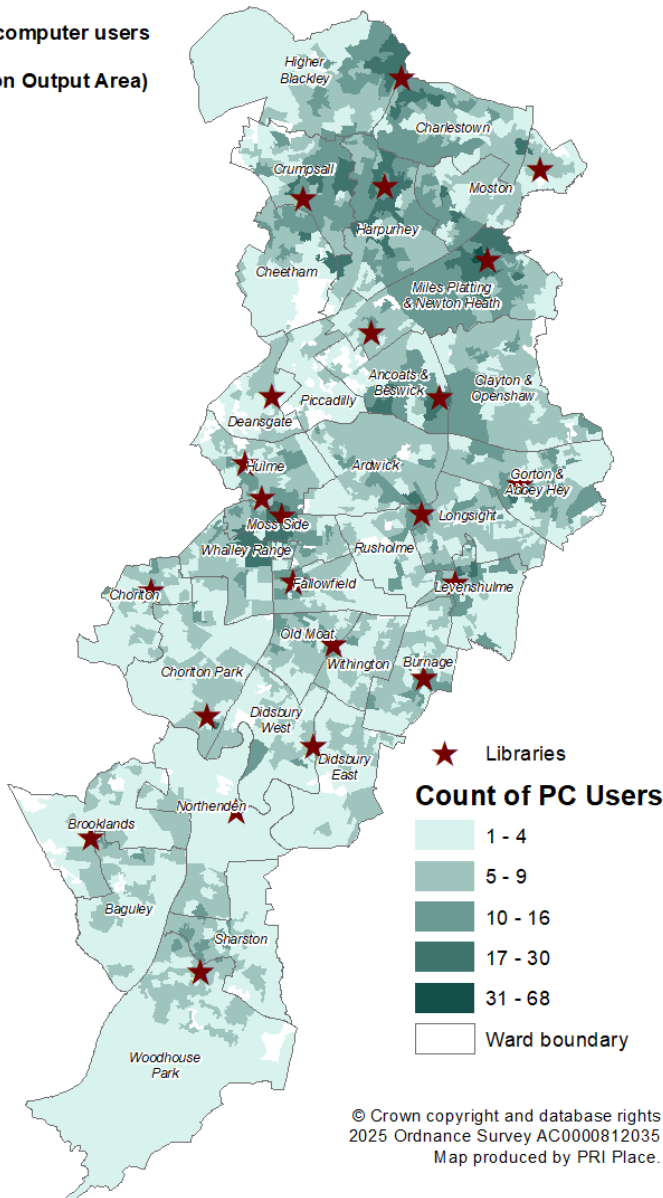 computer users
on Output Area)
Higher
Blackley
Charlestown
Crumpsall
Moston
Harpurhey
Cheetham
Miles Platting
& Newton Heath
Ancoats &
Beswick
Clayton &
Openshaw
Piccadilly
Deansgate
Hulme
Ardwick
Gorton &
Abbey Hey
Moss Side
Longsight
Whalley Range
Rusholme
Fallowfield
Levenshulme
Chorlton
Old Moat
Withington
Burnage
Chorlton Park
Didsbury
West
Didsbury
East
Libraries
Count of PC Users
Northenden
1 - 4
Brooklands
5 - 9
Baguley
10 - 16
Sharston
17 - 30
31 - 68
Ward boundary
Woodhouse
Park
© Crown copyright and database rights
2025 Ordnance Survey AC0000812035
Map produced by PRI Place.